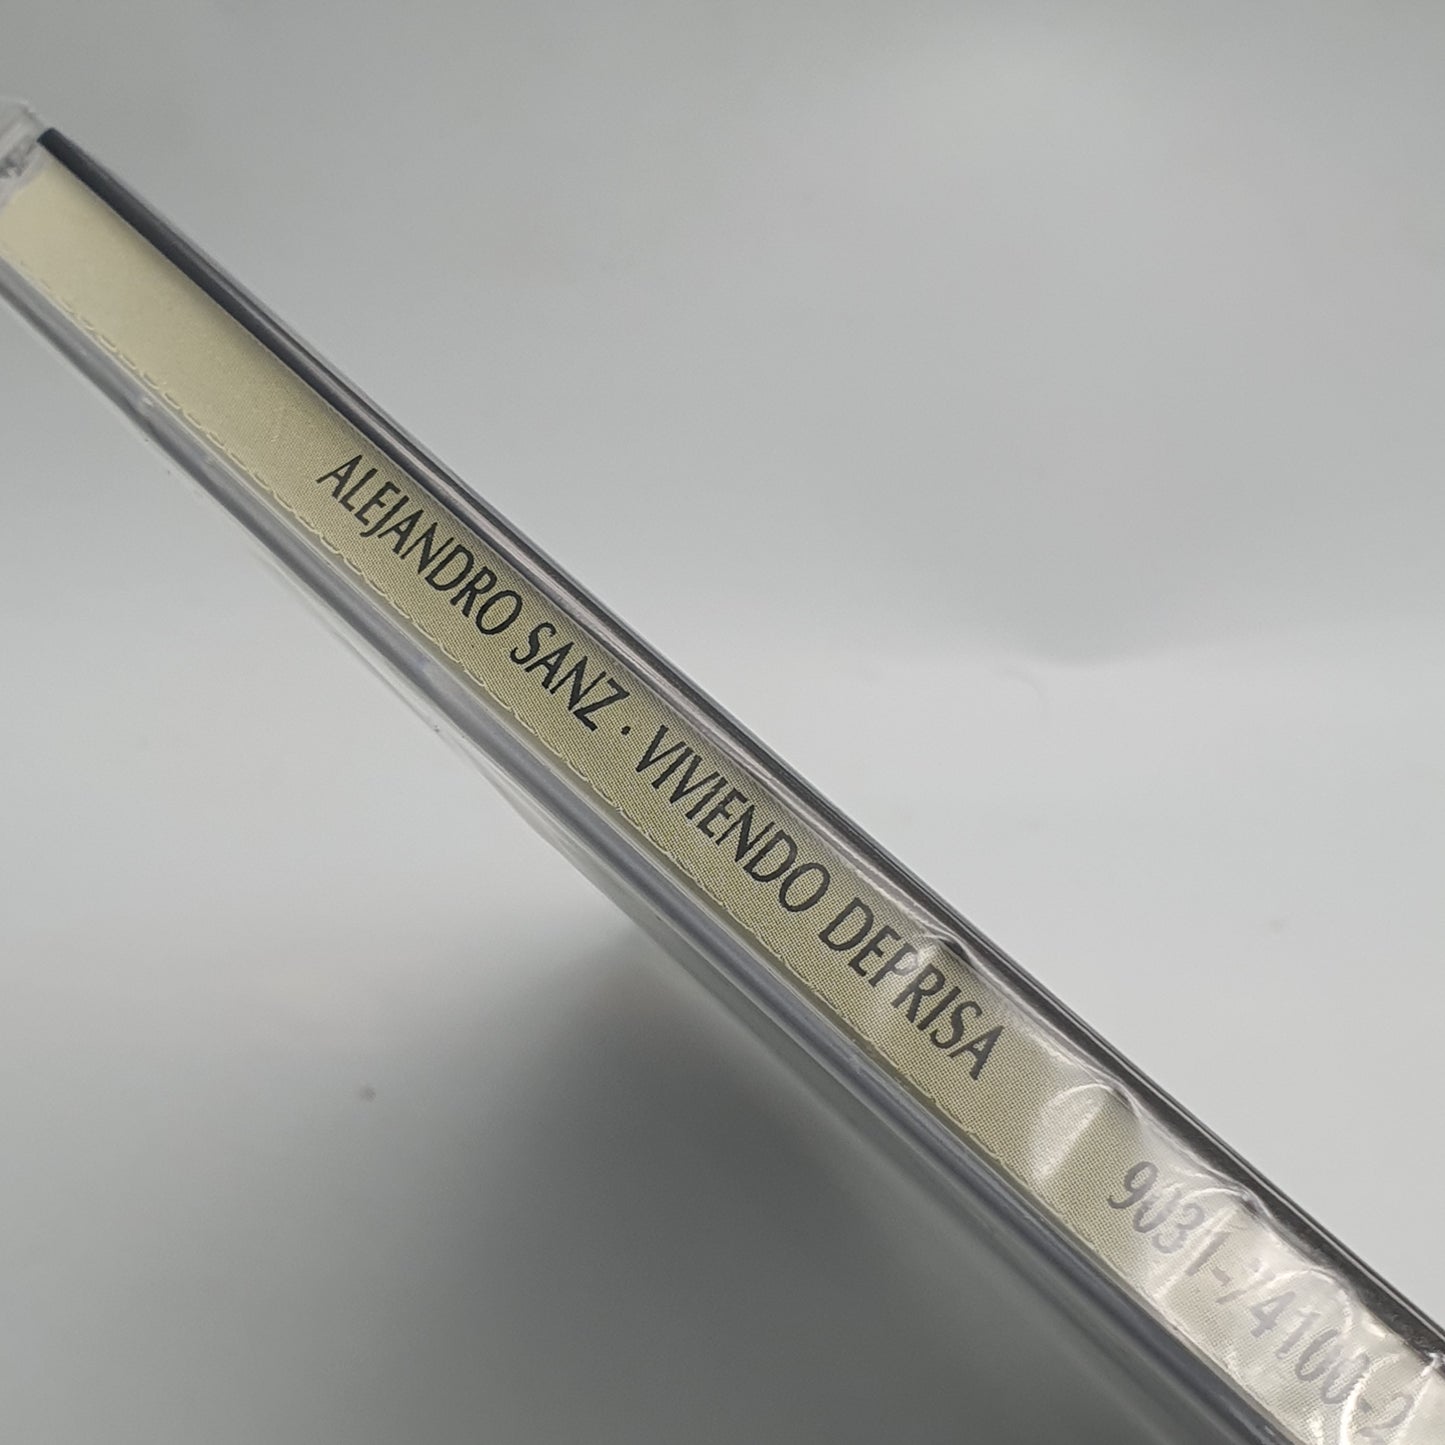 ALEJANDRO SANZ · VIVIENDO DEPRISA 9031-74100-2